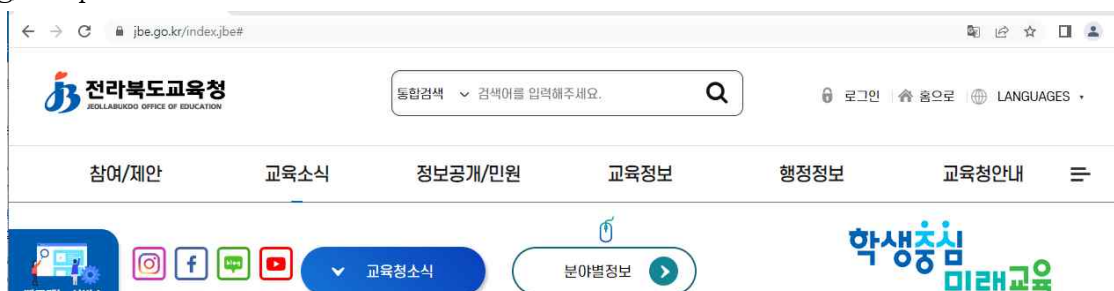 jbe.go.kr/index.jbe#
전라북도교육청
JEOLLABUKDO OFFICE OF EDUCATION
통합검색 검색어를 입력해주세요.
로그인 홈으로 LANGUAGES
참여/제안 교육소식 정보공개/민원 교육정보 행정정보 교육청안내
blog 교육청소식 분야별정보
학생중심
미래교육